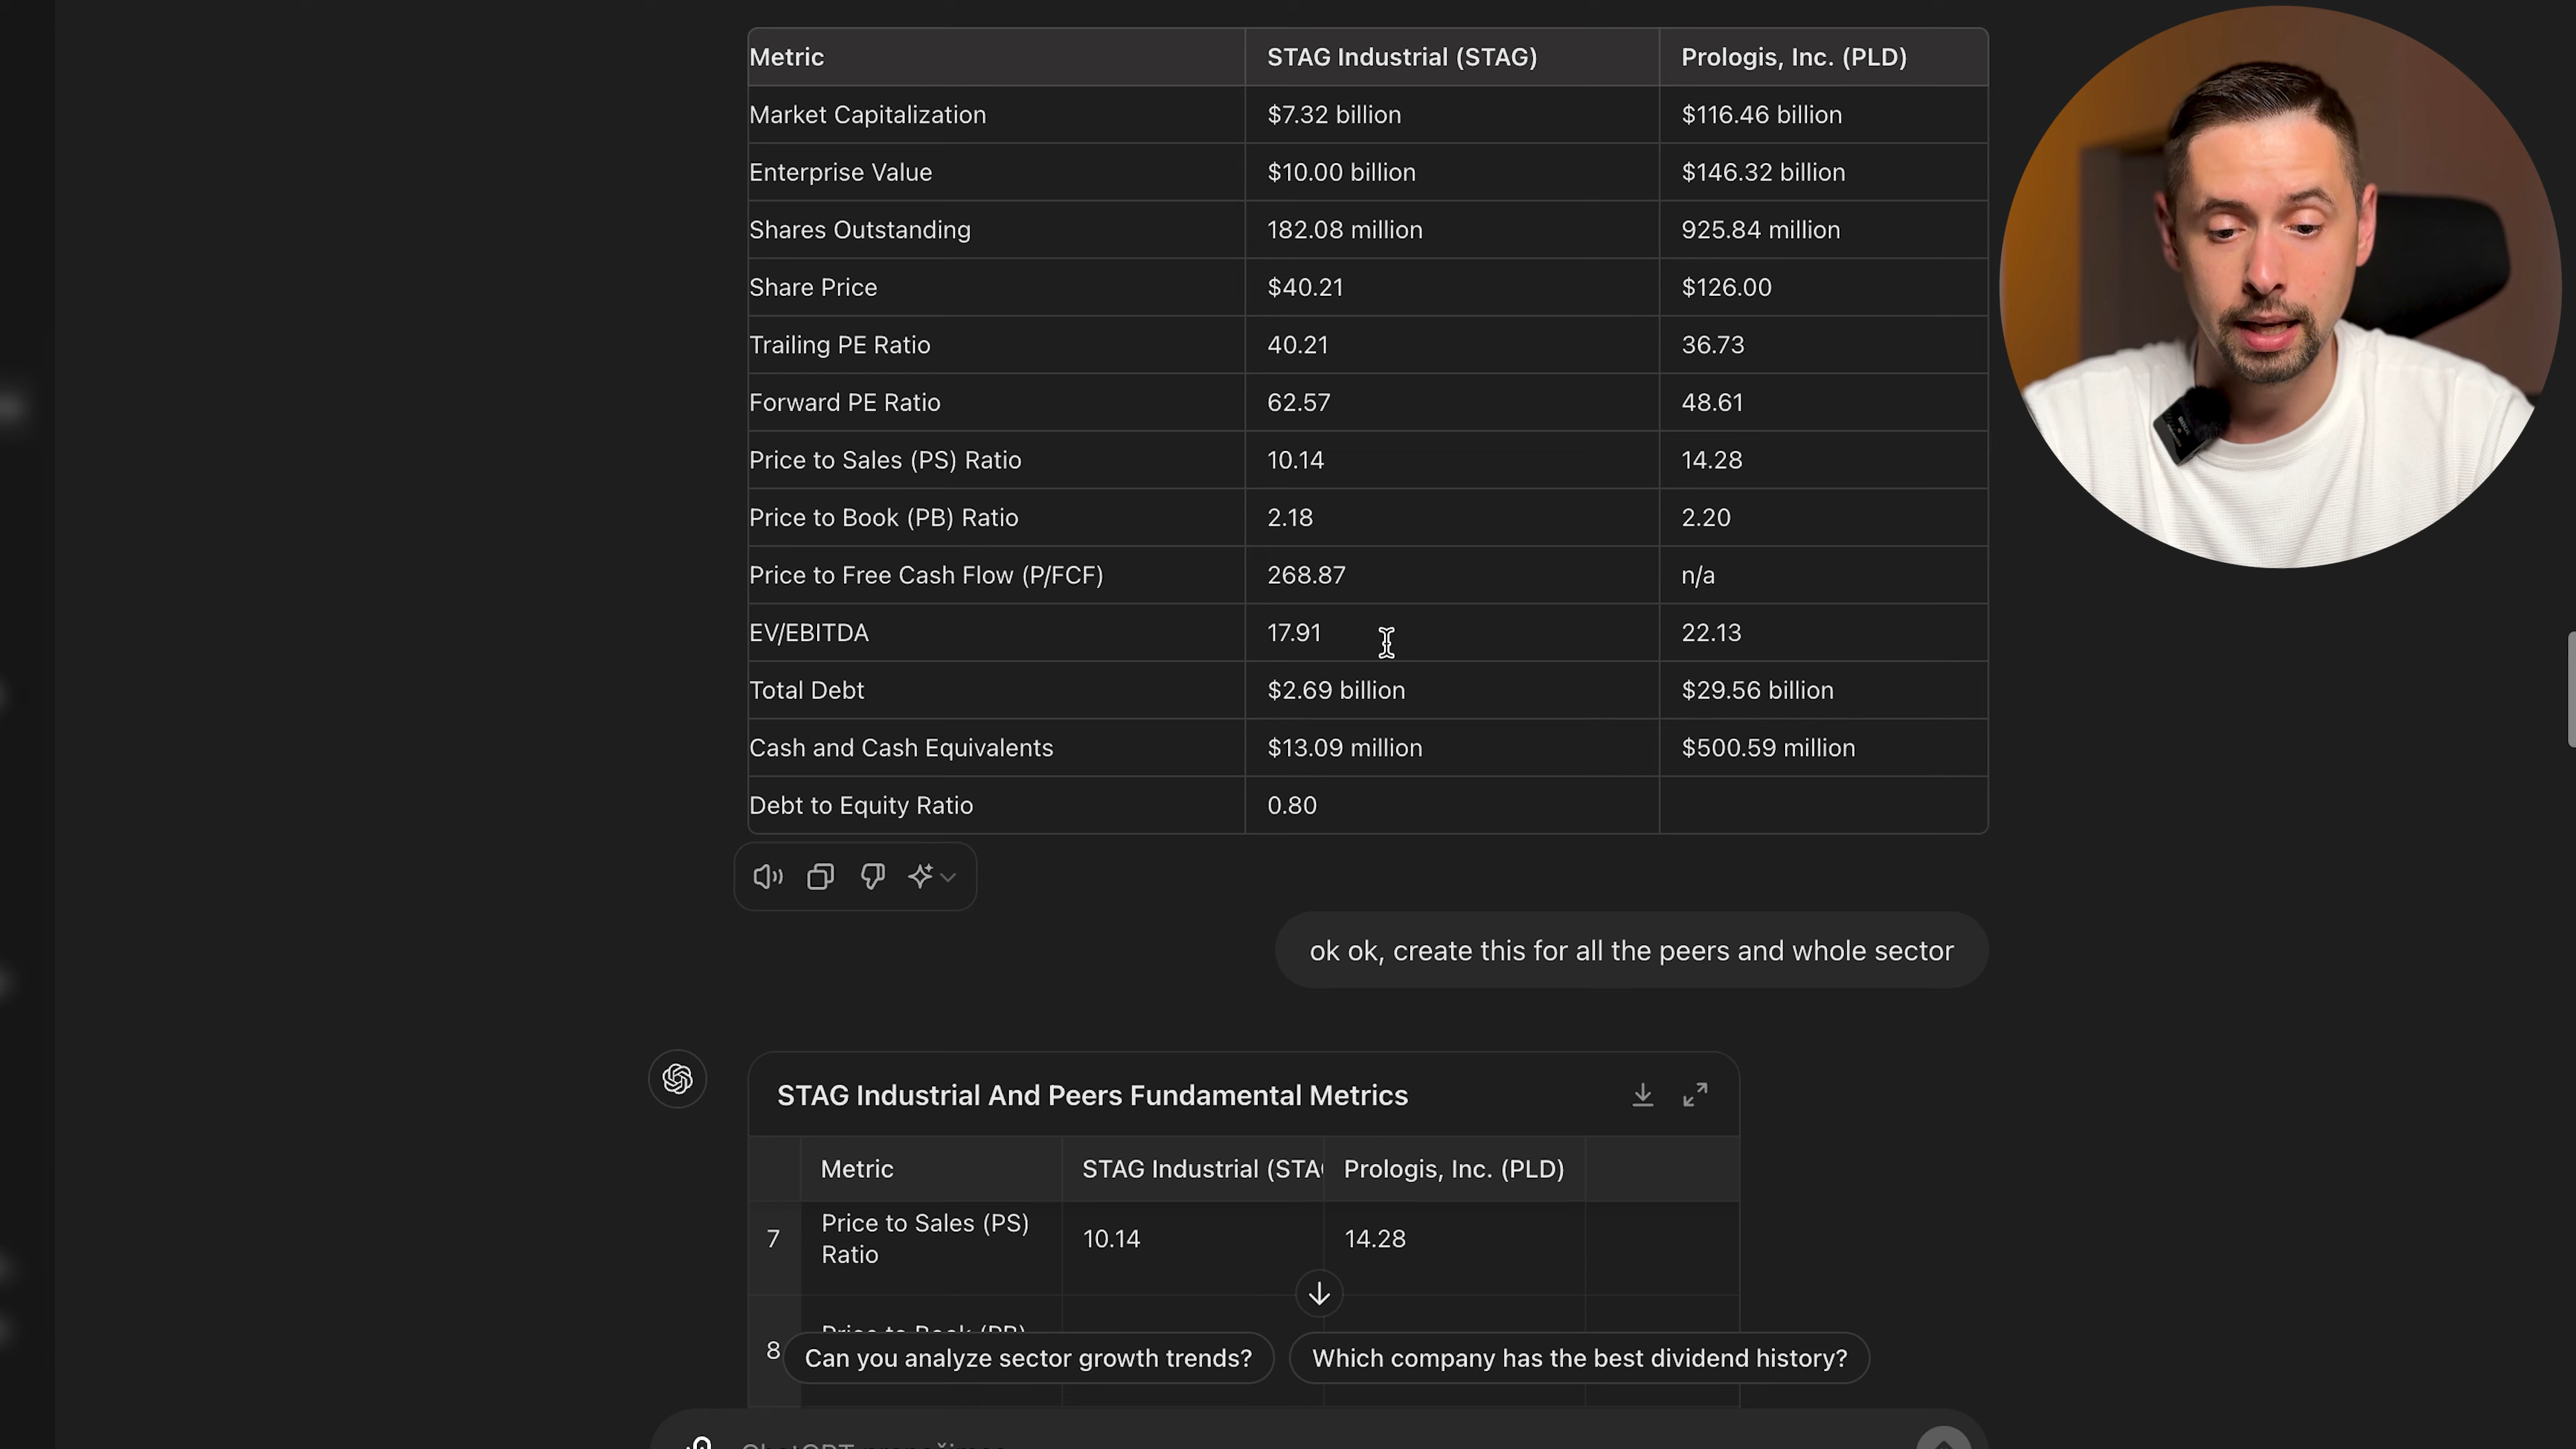 Metric STAG Industrial (STAG) Prologis, Inc. (PLD)
Market Capitalization $7.32 billion $116.46 billion
Enterprise Value $10.00 billion $146.32 billion
Shares Outstanding 182.08 million 925.84 million
Share Price $40.21 $126.00
Trailing PE Ratio 40.21 36.73
Forward PE Ratio 62.57 48.61
Price to Sales (PS) Ratio 10.14 14.28
Price to Book (PB) Ratio 2.18 2.20
Price to Free Cash Flow (P/FCF) 268.87 n/a
EV/EBITDA 17.91 22.13
Total Debt $2.69 billion $29.56 billion
Cash and Cash Equivalents $13.09 million $500.59 million
Debt to Equity Ratio 0.80
ok ok, create this for all the peers and whole sector
STAG Industrial And Peers Fundamental Metrics
Metric STAG Industrial (STA Prologis, Inc. (PLD)
7 Price to Sales (PS) 10.14 14.28
Ratio
8 Price to Book (PB)
Can you analyze sector growth trends? Which company has the best dividend history?